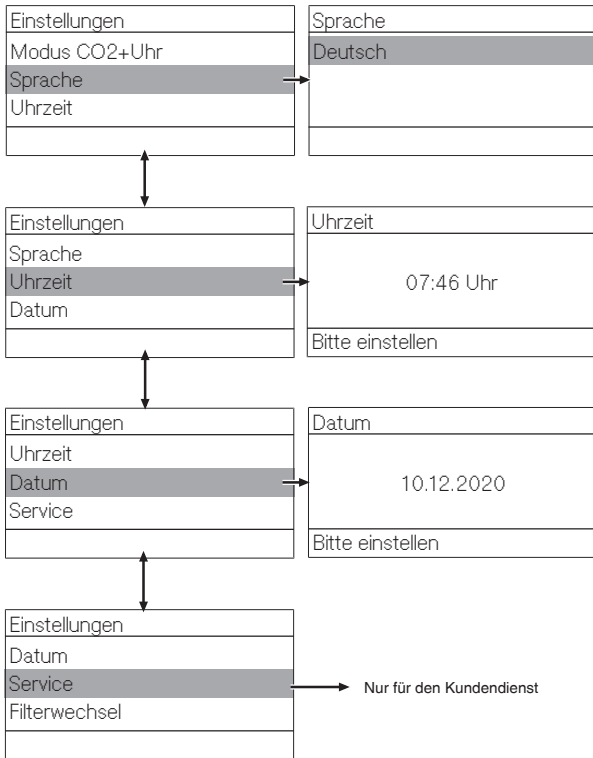 Einstellungen
Modus CO2+Uhr
Sprache
Uhrzeit
Sprache
Deutsch
Einstellungen
Sprache
Uhrzeit
Datum
Uhrzeit
07:46 Uhr
Bitte einstellen
Einstellungen
Uhrzeit
Datum
Service
Datum
10.12.2020
Bitte einstellen
Einstellungen
Datum
Service
Filterwechsel
Nur für den Kundendienst